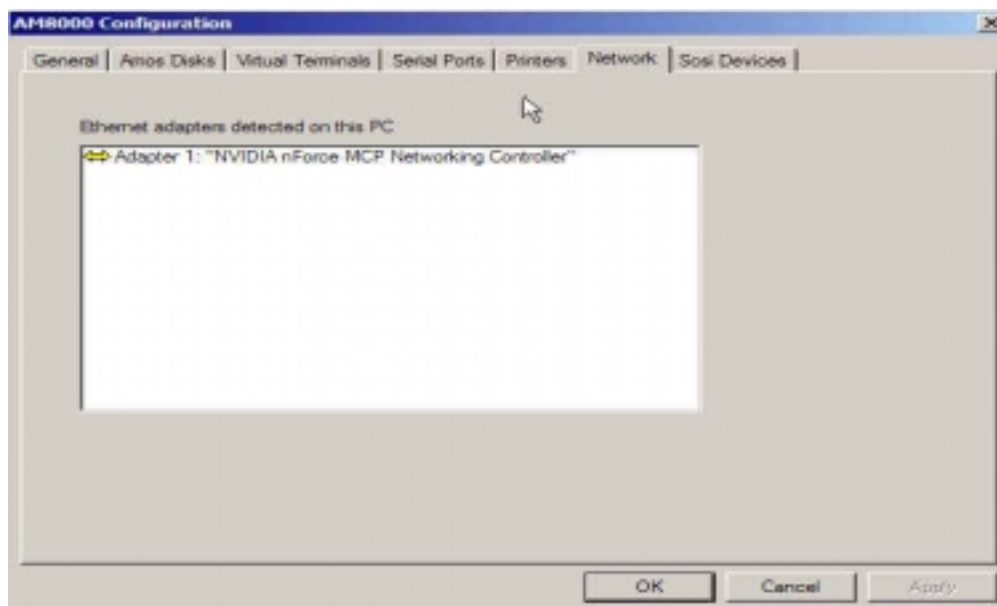 AM8000 Configuration
General Amos Disks Virtual Terminals Serial Ports Printers Network Sosi Devices
Ethernet adapters detected on this PC
Adapter 1: "NVIDIA nForce MCP Networking Controller"
OK Cancel Apply